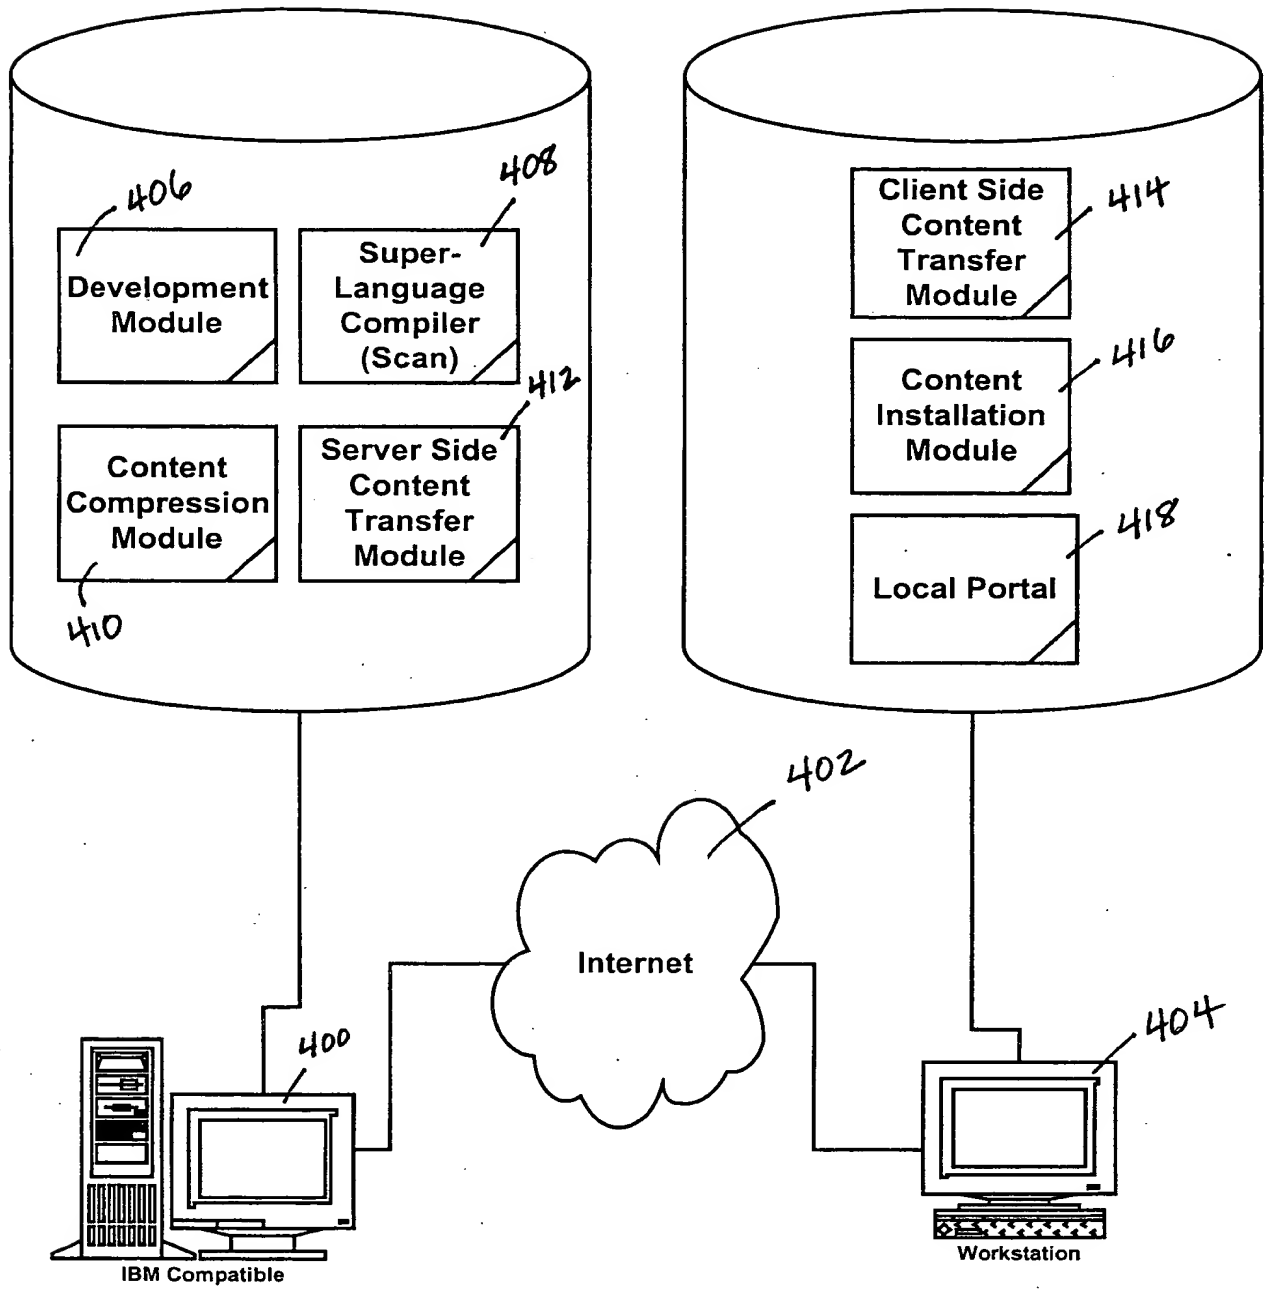 406
408
Development
Module
Super-
Language
Compiler
(Scan)
Content
Compression
Module
410
412
Server Side
Content
Transfer
Module
Client Side
Content
Transfer
Module
414
Content
Installation
Module
416
Local Portal
418
402
Internet
400
IBM Compatible
404
Workstation